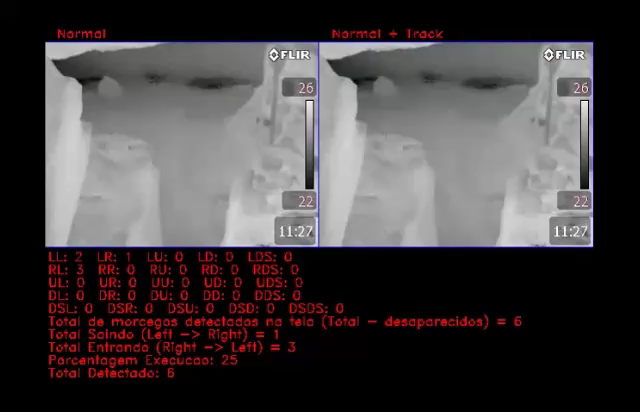 Normal
Normal + Track
FLIR
FLIR
26
26
22
22
11:27
11:27
LL: 2 LR: 1 LU: 0 LD: 0 LDS: 0
RL: 3 RR: 0 RU: 0 RD: 0 RDS: 0
UL: 0 UR: 0 UU: 0 UD: 0 UDS: 0
DL: 0 DR: 0 DU: 0 DD: 0 DDS: 0
DSL: 0 DSR: 0 DSU: 0 DSD: 0 DSDS: 0
Total de morcegos detectados na tela (Total - desaparecidos) = 6
Total Saindo (Left -> Right) = 1
Total Entrando (Right -> Left) = 3
Porcentagem Execucao: 25
Total Detectado: 6